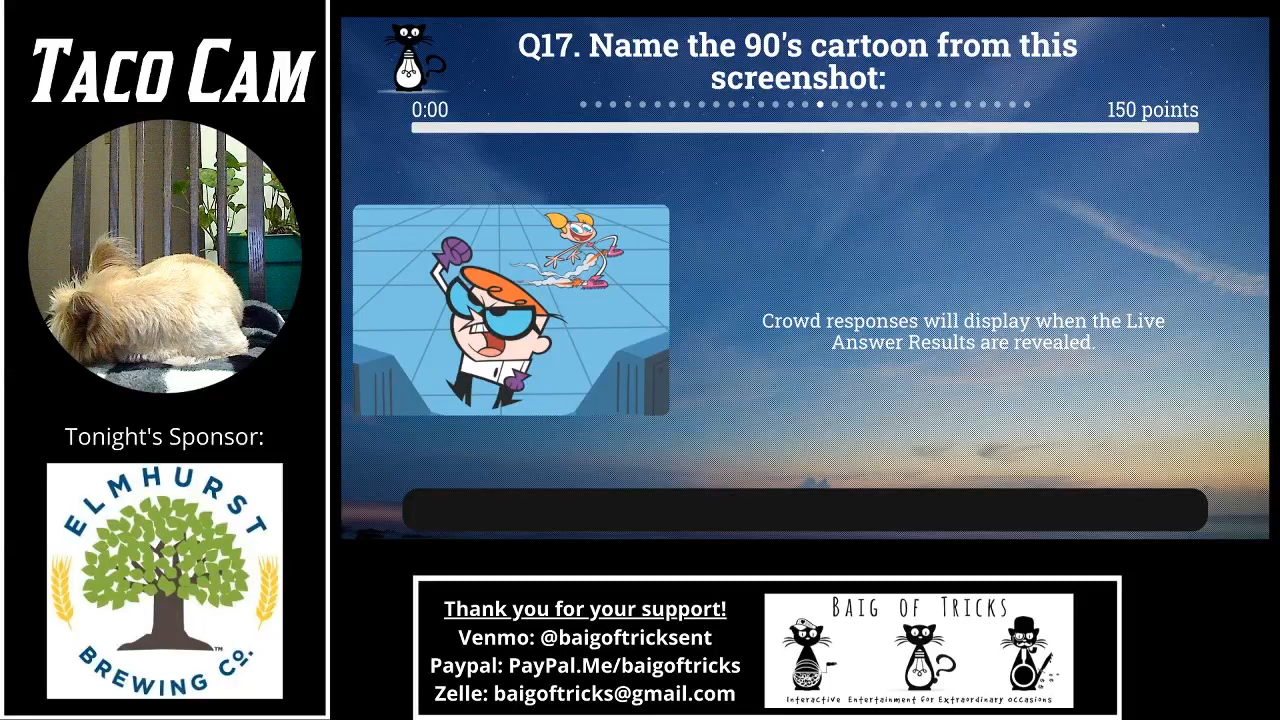 TACO CAM
Q17. Name the 90's cartoon from this
screenshot:
0:00
150 points
Crowd responses will display when the Live
Answer Results are revealed.
Tonight's Sponsor:
ELMHURST
BREWING CO.
TM
Thank you for your support!
Venmo: @baigoftricksent
Paypal: PayPal.Me/baigoftricks
Zelle: baigoftricks@gmail.com
BAIG OF TRICKS
Interactive Entertainment for Extraordinary occasions